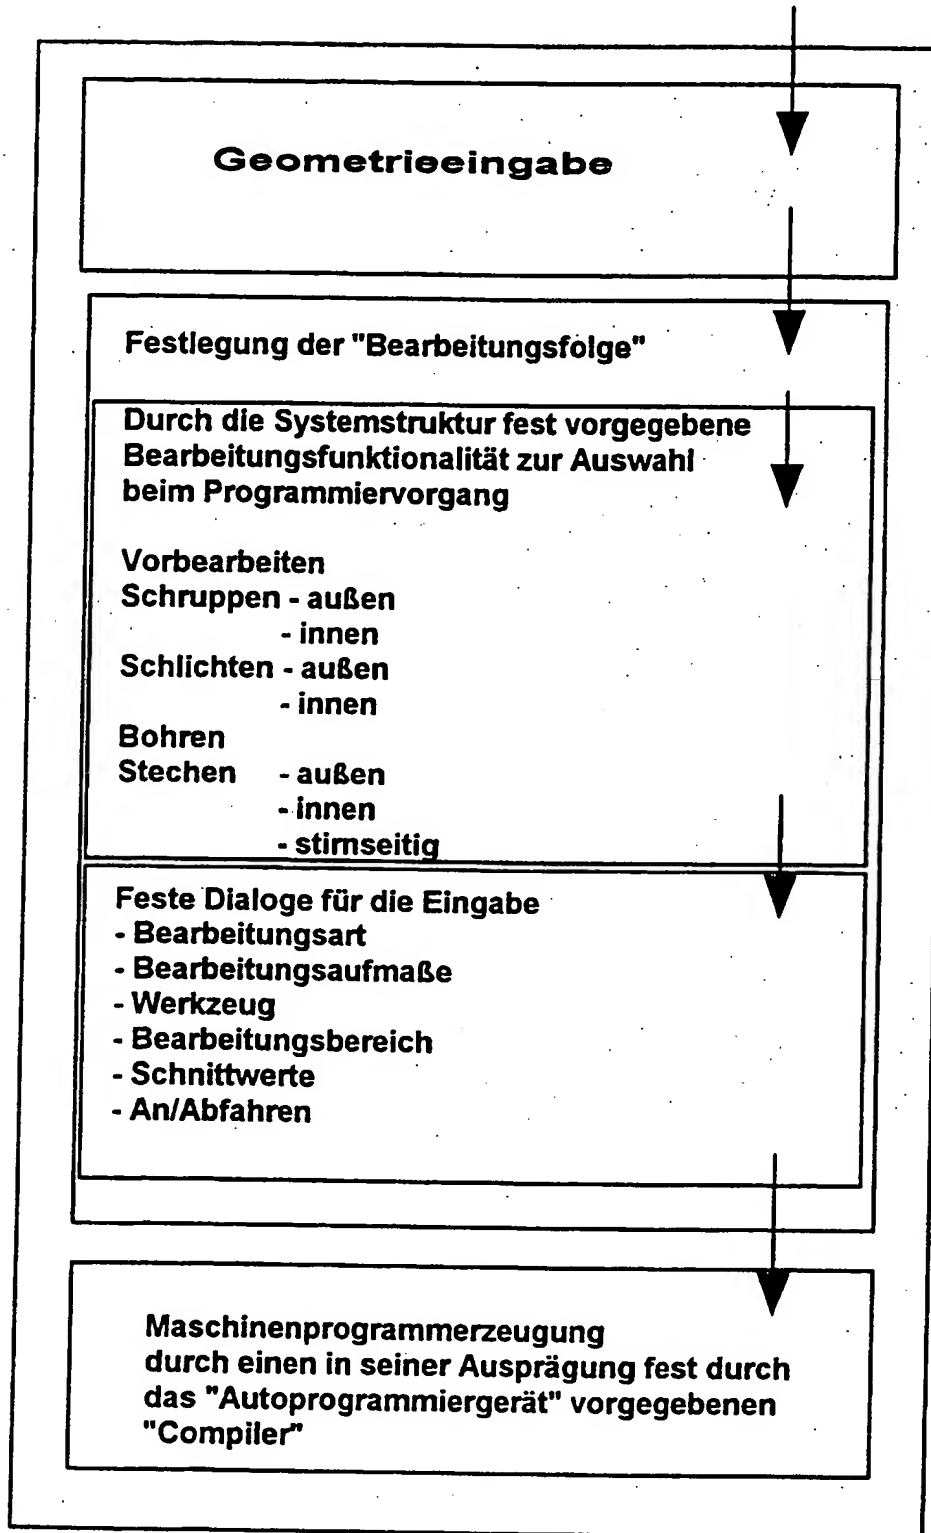 Geometrieeingabe
Festlegung der "Bearbeitungsfolge"
Durch die Systemstruktur fest vorgegebene
Bearbeitungsfunktionalität zur Auswahl
beim Programmiervorgang
Vorbearbeiten
Schruppen - außen
- innen
Schlichten - außen
- innen
Bohren
Stechen - außen
- innen
- stirnseitig
Feste Dialoge für die Eingabe
- Bearbeitungsart
- Bearbeitungsaufmaße
- Werkzeug
- Bearbeitungsbereich
- Schnittwerte
- An/Abfahren
Maschinenprogrammerzeugung
durch einen in seiner Ausprägung fest durch
das "Autoprogrammiergerät" vorgegebenen
"Compiler"